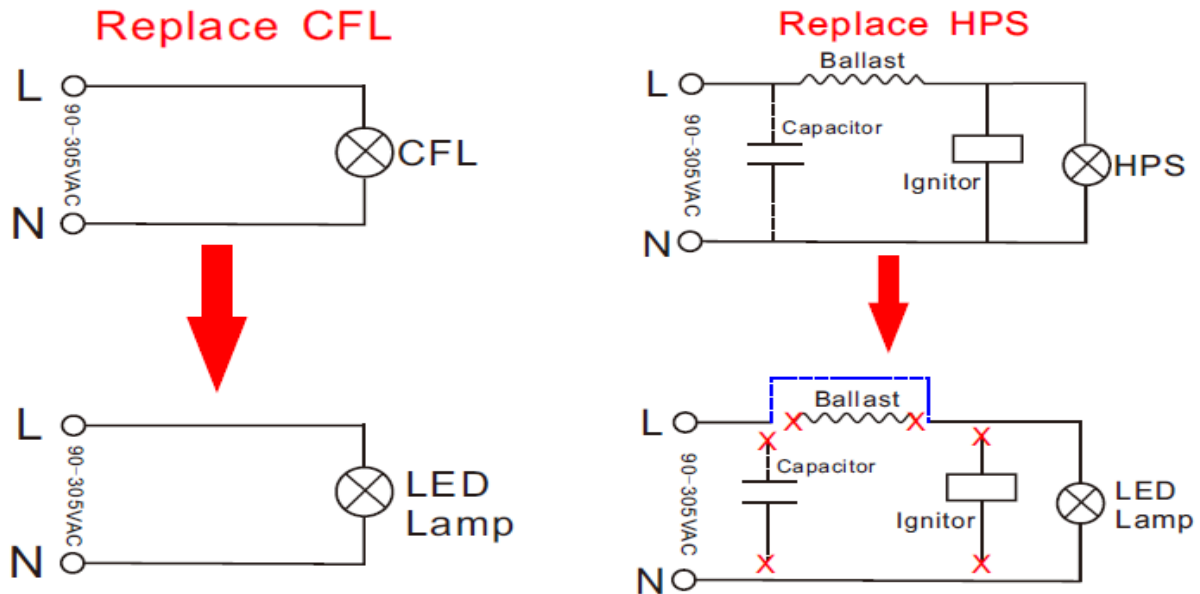 Replace CFL
L
90-305VAC
CFL
N
L
90-305VAC
LED
Lamp
N
Replace HPS
Ballast
L
90-305VAC
Capacitor
Ignitor
HPS
N
Ballast
L
90-305VAC
Capacitor
Ignitor
LED
Lamp
N